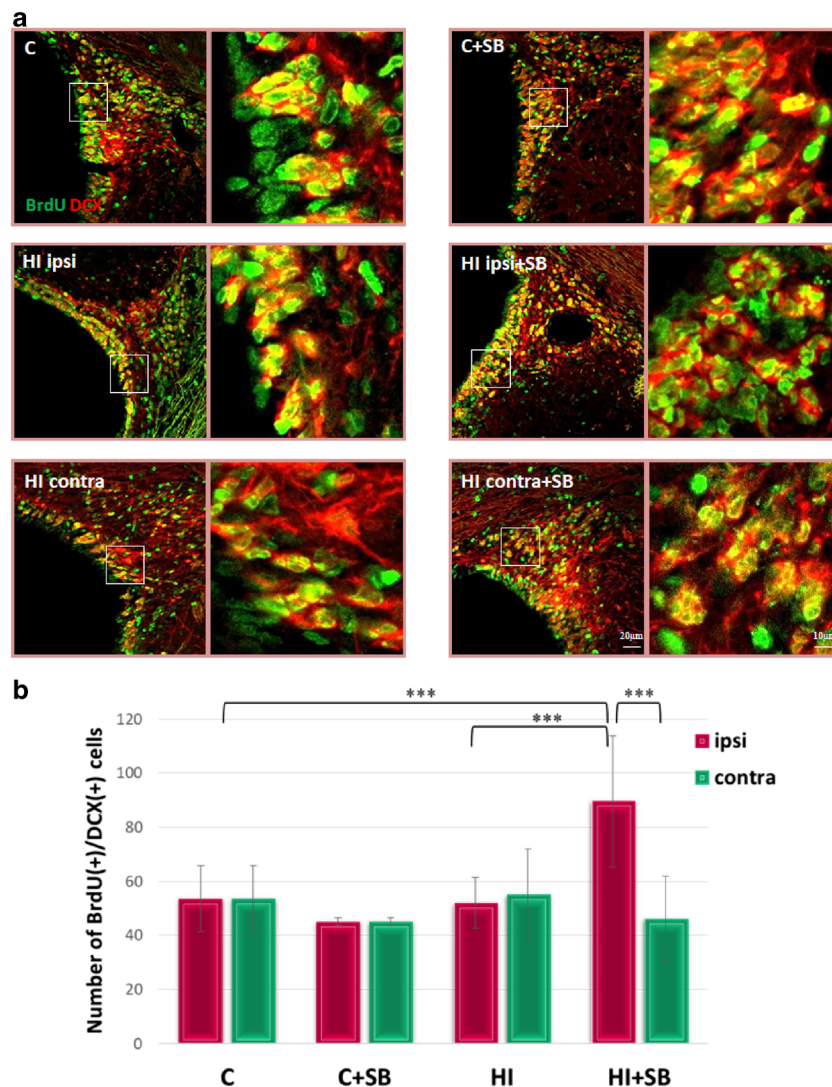 a
C
C+SB
BrdU DCX
HI ipsi
HI ipsi+SB
HI contra
HI contra+SB
20μm
10μm
b
***
***
***
120
100
80
60
40
20
0
Number of BrdU(+)/DCX(+) cells
ipsi
contra
C
C+SB
HI
HI+SB